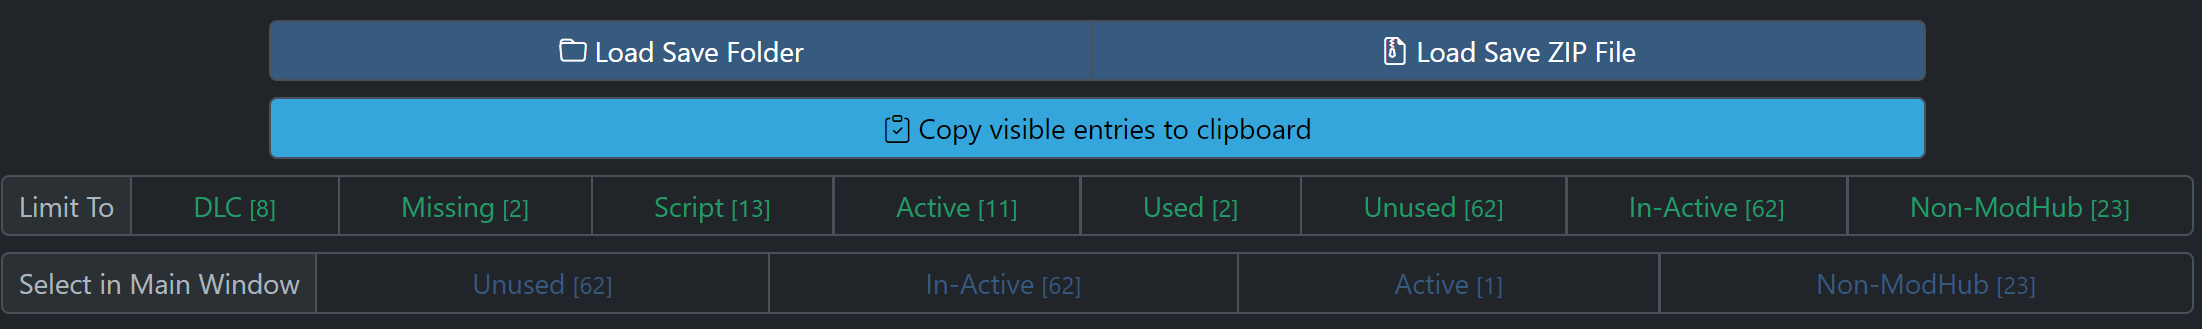 Load Save Folder Load Save ZIP File
Copy visible entries to clipboard
Limit To DLC [8] Missing [2] Script [13] Active [11] Used [2] Unused [62] In-Active [62] Non-ModHub [23]
Select in Main Window Unused [62] In-Active [62] Active [1] Non-ModHub [23]